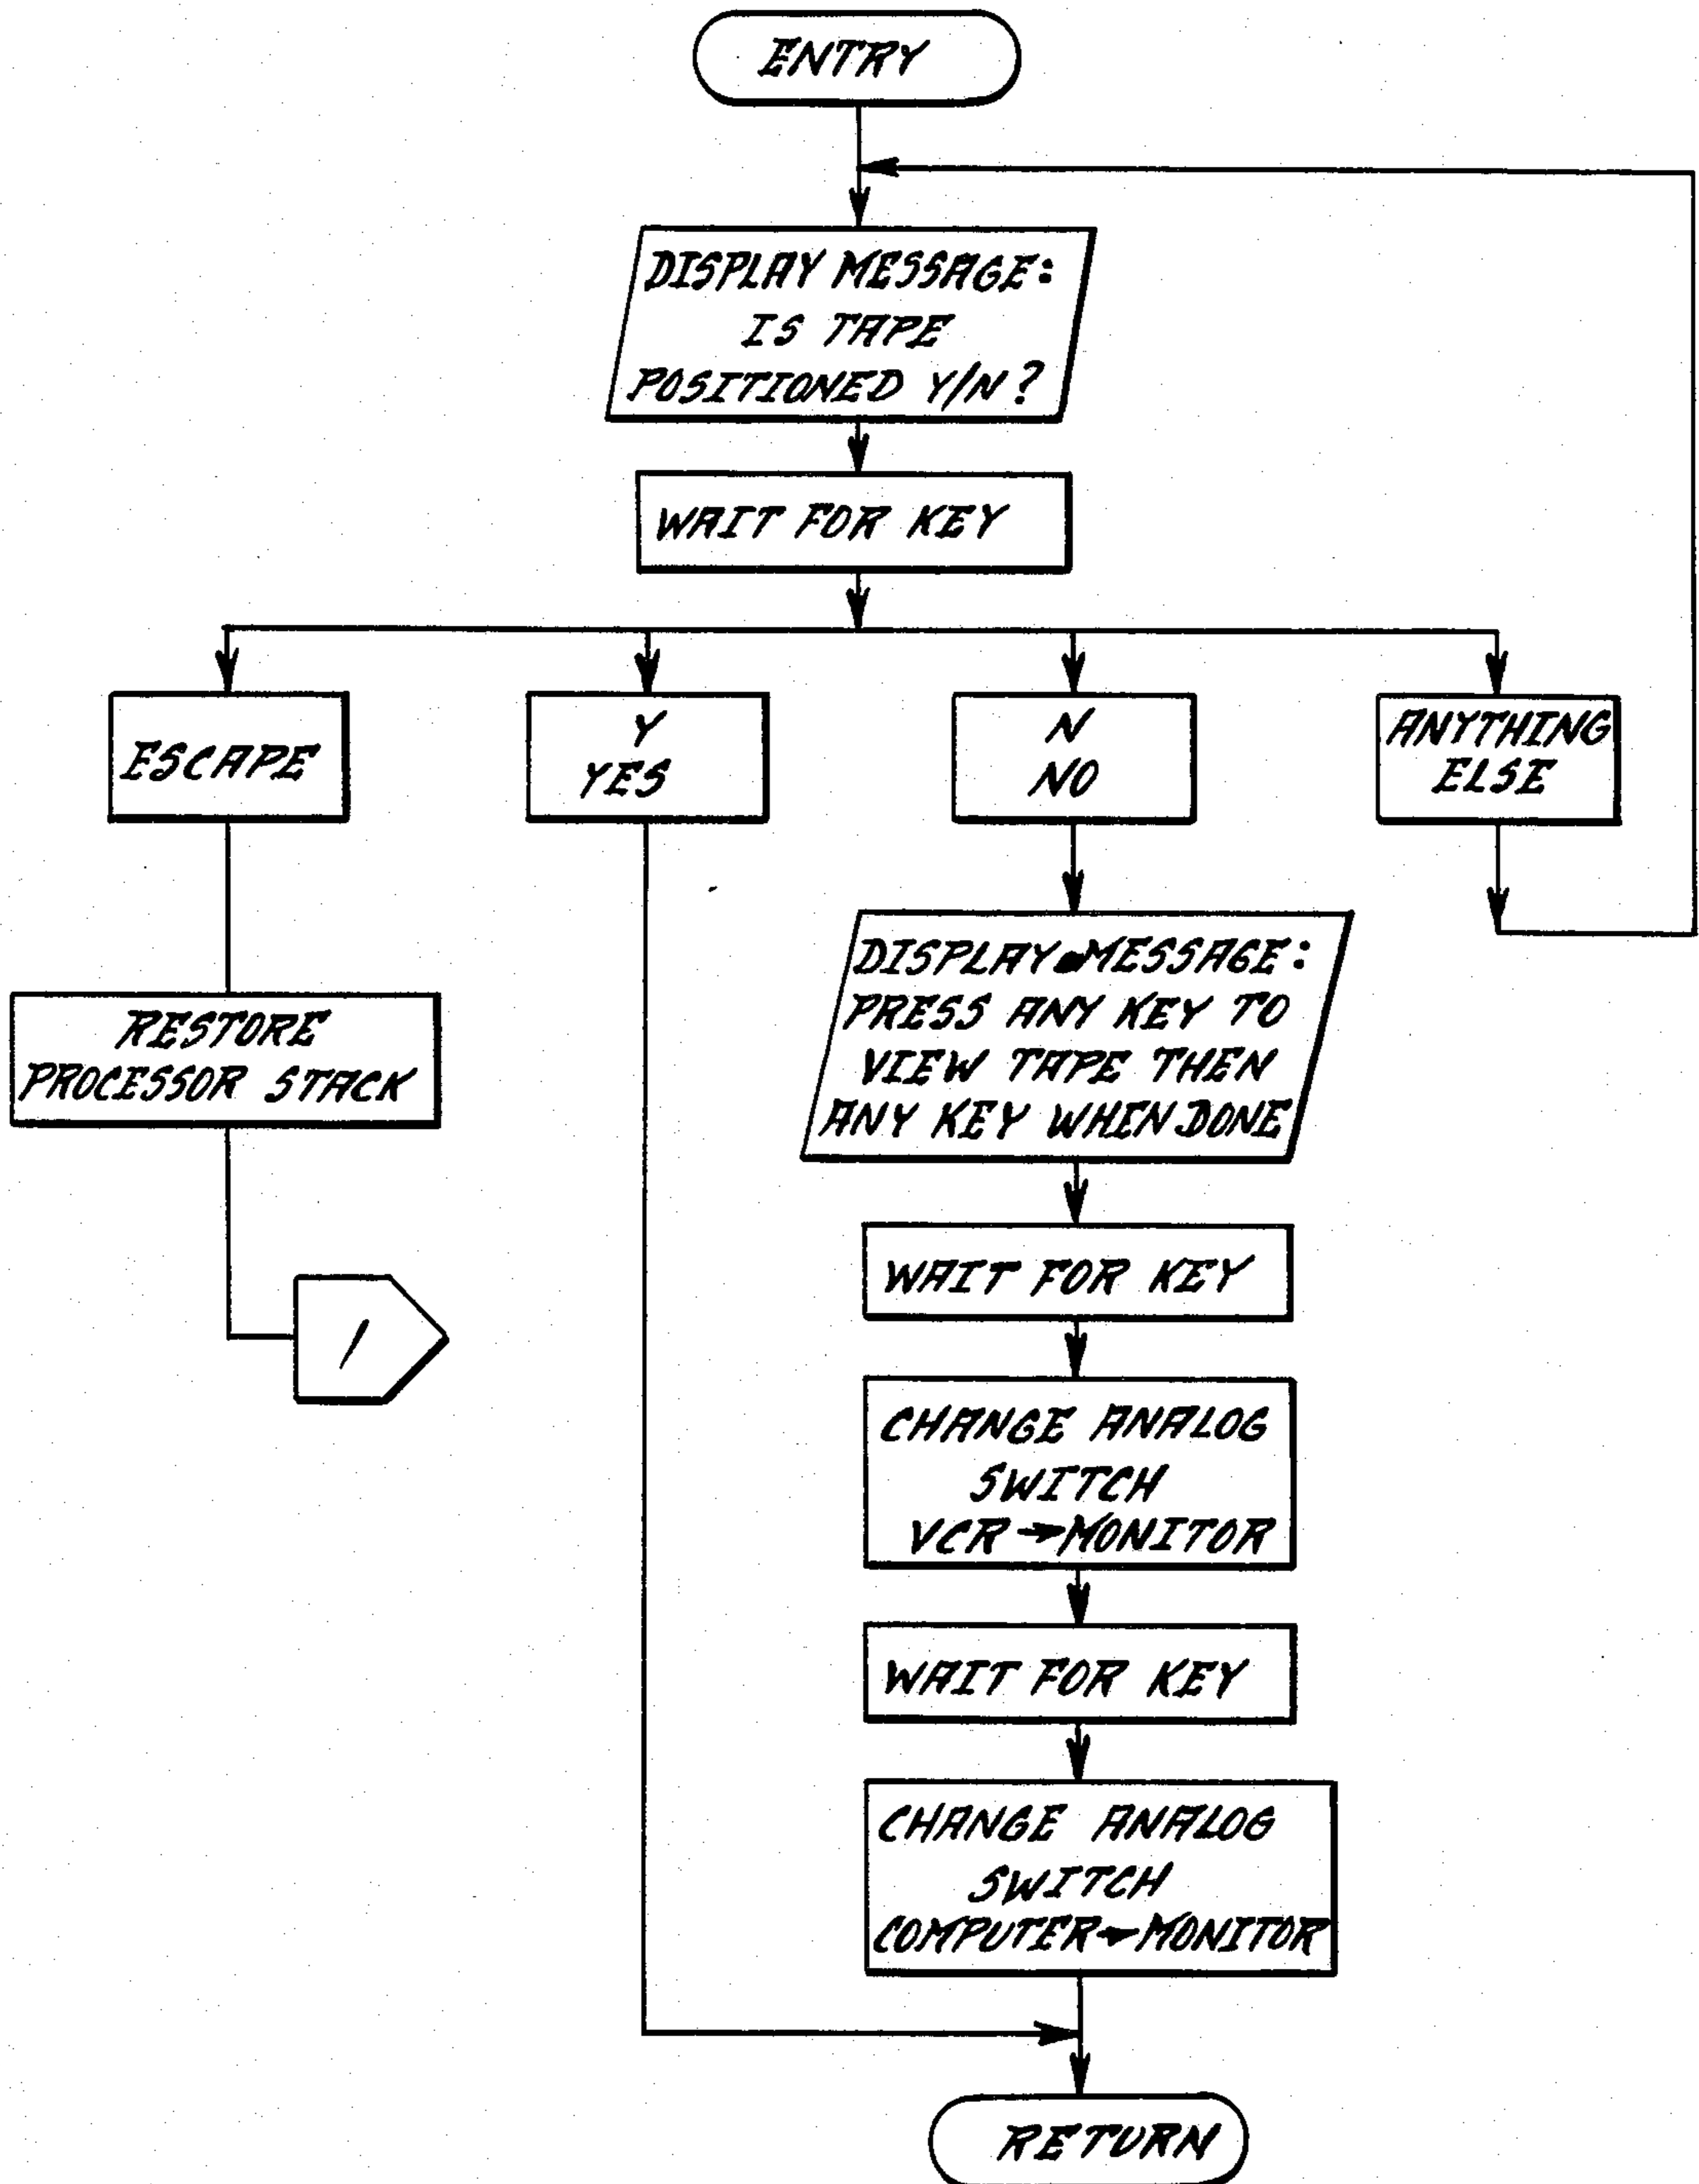 ENTRY
DISPLAY MESSAGE:
IS TAPE
POSITIONED Y/N?
WAIT FOR KEY
ESCAPE
Y
YES
N
NO
ANYTHING
ELSE
DISPLAY MESSAGE:
PRESS ANY KEY TO
VIEW TAPE THEN
ANY KEY WHEN DONE
RESTORE
PROCESSOR STACK
WAIT FOR KEY
1
CHANGE ANALOG
SWITCH
VCR→MONITOR
WAIT FOR KEY
CHANGE ANALOG
SWITCH
COMPUTER→MONITOR
RETURN